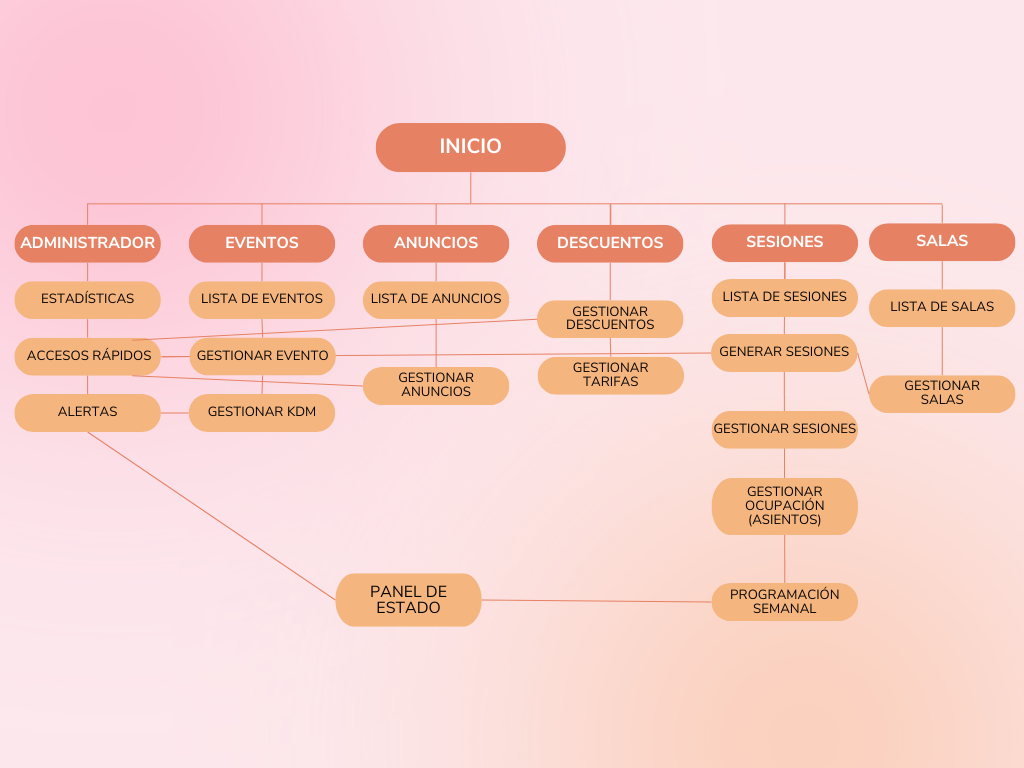 INICIO
ADMINISTRADOR
EVENTOS
ANUNCIOS
DESCUENTOS
SESIONES
SALAS
ESTADÍSTICAS
ACCESOS RÁPIDOS
ALERTAS
LISTA DE EVENTOS
GESTIONAR EVENTO
GESTIONAR KDM
LISTA DE ANUNCIOS
GESTIONAR
ANUNCIOS
GESTIONAR
DESCUENTOS
GESTIONAR
TARIFAS
LISTA DE SESIONES
GENERAR SESIONES
GESTIONAR SESIONES
GESTIONAR
OCUPACIÓN
(ASIENTOS)
PROGRAMACIÓN
SEMANAL
LISTA DE SALAS
GESTIONAR
SALAS
PANEL DE
ESTADO